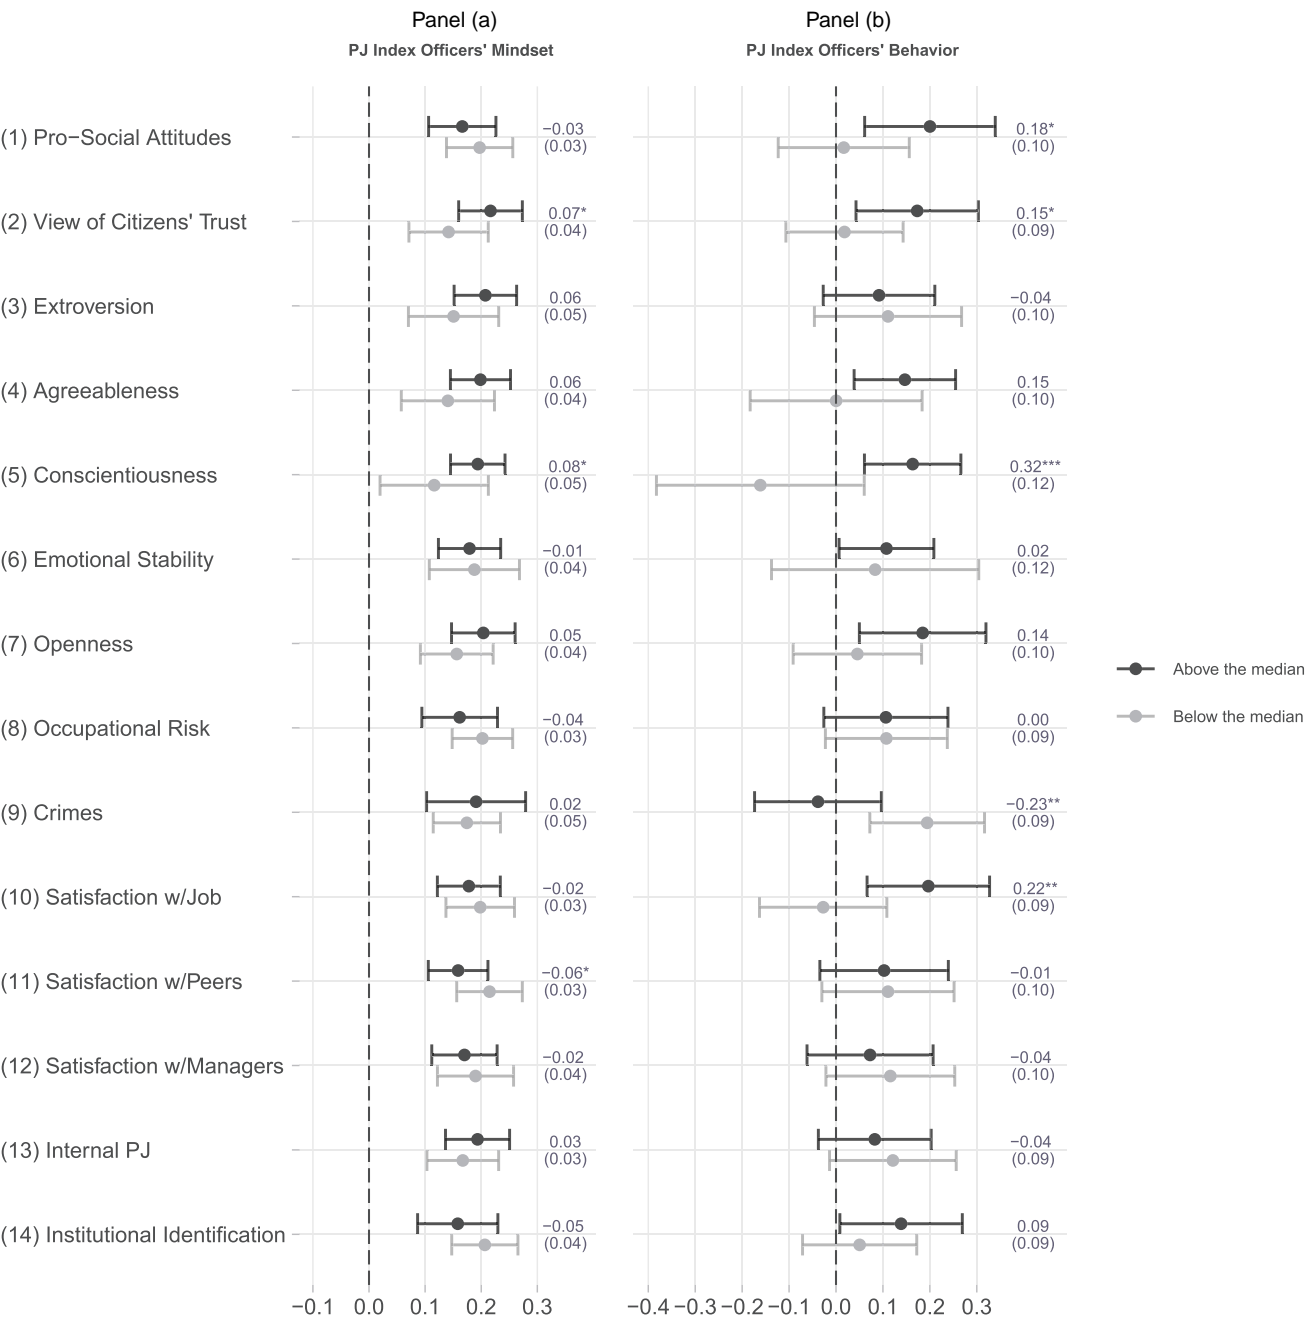 Panel (a) Panel (b)
PJ Index Officers' Mindset PJ Index Officers' Behavior
(1) Pro−Social Attitudes −0.03 (0.03) 0.18* (0.10)
(2) View of Citizens' Trust 0.07* (0.04) 0.15* (0.09)
(3) Extroversion 0.06 (0.05) −0.04 (0.10)
(4) Agreeableness 0.06 (0.04) 0.15 (0.10)
(5) Conscientiousness 0.08* (0.05) 0.32*** (0.12)
(6) Emotional Stability −0.01 (0.04) 0.02 (0.12)
(7) Openness 0.05 (0.04) 0.14 (0.10)
Above the median
Below the median
(8) Occupational Risk −0.04 (0.03) 0.00 (0.09)
(9) Crimes 0.02 (0.05) −0.23** (0.09)
(10) Satisfaction w/Job −0.02 (0.03) 0.22** (0.09)
(11) Satisfaction w/Peers −0.06* (0.03) −0.01 (0.10)
(12) Satisfaction w/Managers −0.02 (0.04) −0.04 (0.10)
(13) Internal PJ 0.03 (0.03) −0.04 (0.09)
(14) Institutional Identification −0.05 (0.04) 0.09 (0.09)
−0.1 0.0 0.1 0.2 0.3 −0.4 −0.3 −0.2 −0.1 0.0 0.1 0.2 0.3